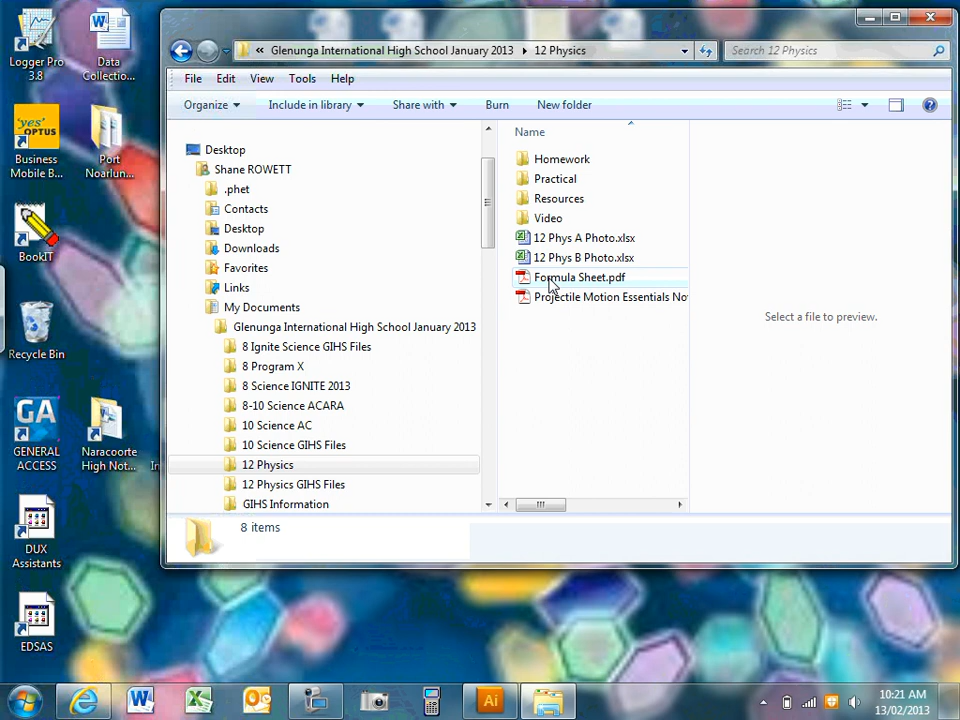 Logger Pro
3.8
Data
Collectio...
'yes'
OPTUS
Business
Mobile B...
Port
Noarlun...
BookIT
Recycle Bin
GA
GENERAL
ACCESS
Naracoorte
High Not...
In
DUX
Assistants
EDSAS
« Glenunga International High School January 2013 12 Physics
Search 12 Physics
File Edit View Tools Help
Organize Include in library Share with Burn New folder
Desktop
Shane ROWETT
.phet
Contacts
Desktop
Downloads
Favorites
Links
My Documents
Glenunga International High School January 2013
8 Ignite Science GIHS Files
8 Program X
8 Science IGNITE 2013
8-10 Science ACARA
10 Science AC
10 Science GIHS Files
12 Physics
12 Physics GIHS Files
GIHS Information
Name
Homework
Practical
Resources
Video
12 Phys A Photo.xlsx
12 Phys B Photo.xlsx
Formula Sheet.pdf
Projectile Motion Essentials No
Select a file to preview.
8 items
Ai
10:21 AM
13/02/2013